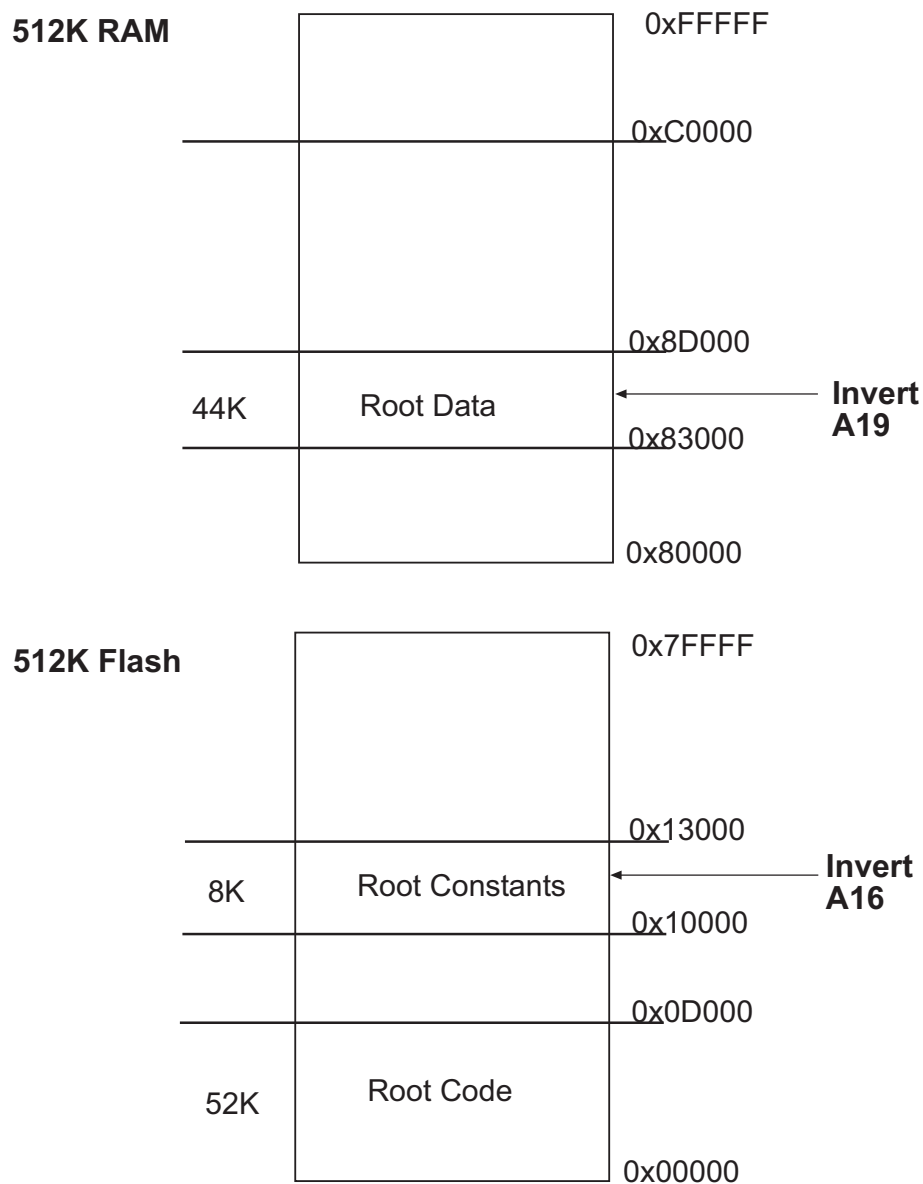 512K RAM
0xFFFFF
0xC0000
0x8D000
44K
Root Data
Invert
A19
0x83000
0x80000
512K Flash
0x7FFFF
0x13000
8K
Root Constants
Invert
A16
0x10000
0x0D000
52K
Root Code
0x00000